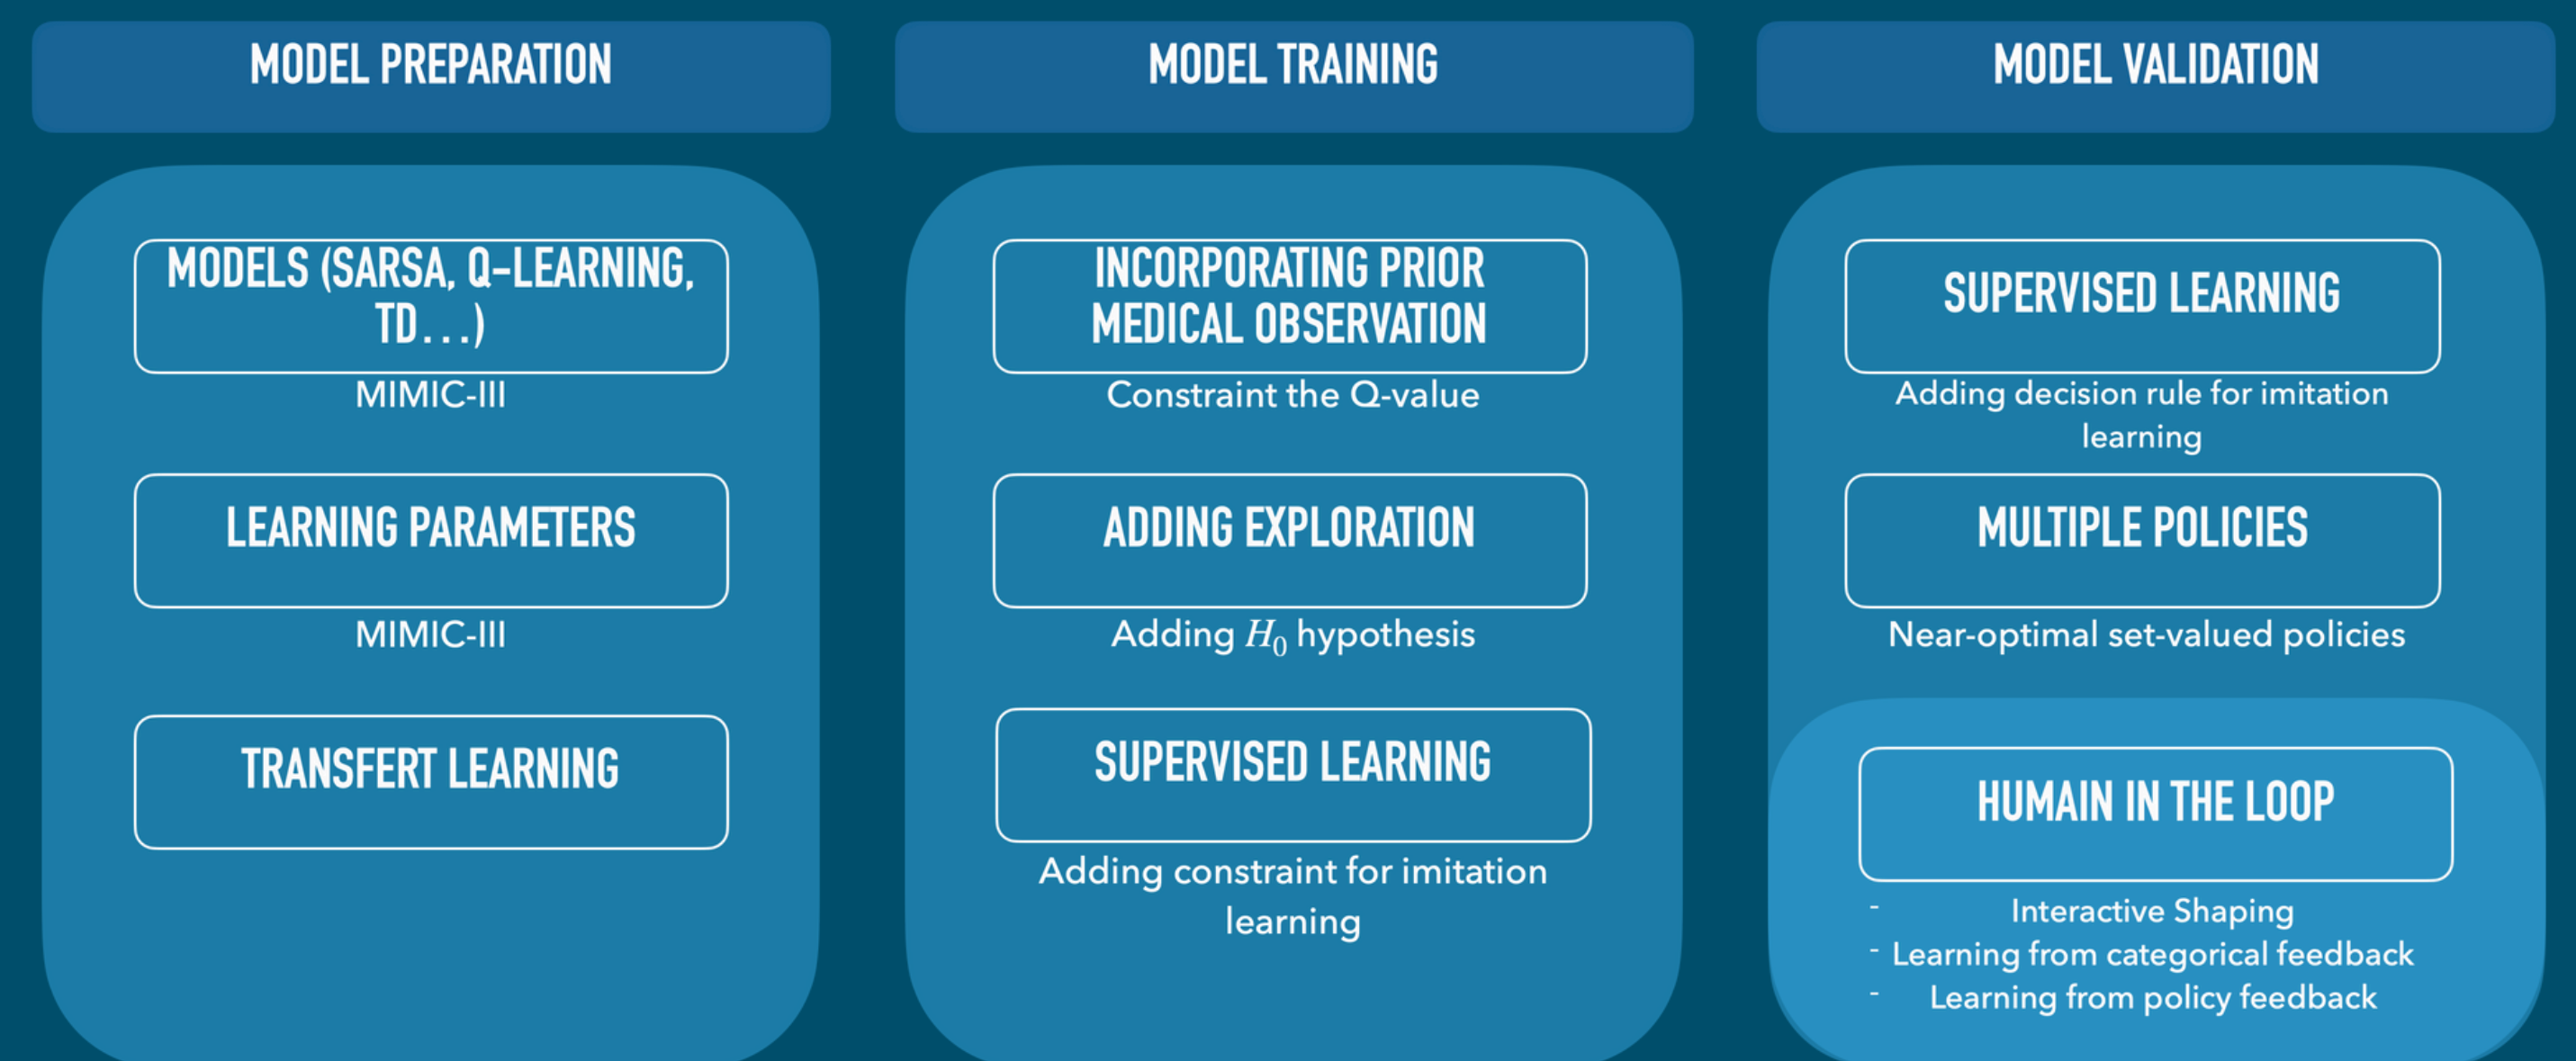 MODEL PREPARATION
MODELS (SARSA, Q-LEARNING,
TD...)
MIMIC-III
LEARNING PARAMETERS
MIMIC-III
TRANSFERT LEARNING
MODEL TRAINING
INCORPORATING PRIOR
MEDICAL OBSERVATION
Constraint the Q-value
ADDING EXPLORATION
Adding H₀ hypothesis
SUPERVISED LEARNING
Adding constraint for imitation
learning
MODEL VALIDATION
SUPERVISED LEARNING
Adding decision rule for imitation
learning
MULTIPLE POLICIES
Near-optimal set-valued policies
HUMAIN IN THE LOOP
- Interactive Shaping
- Learning from categorical feedback
- Learning from policy feedback